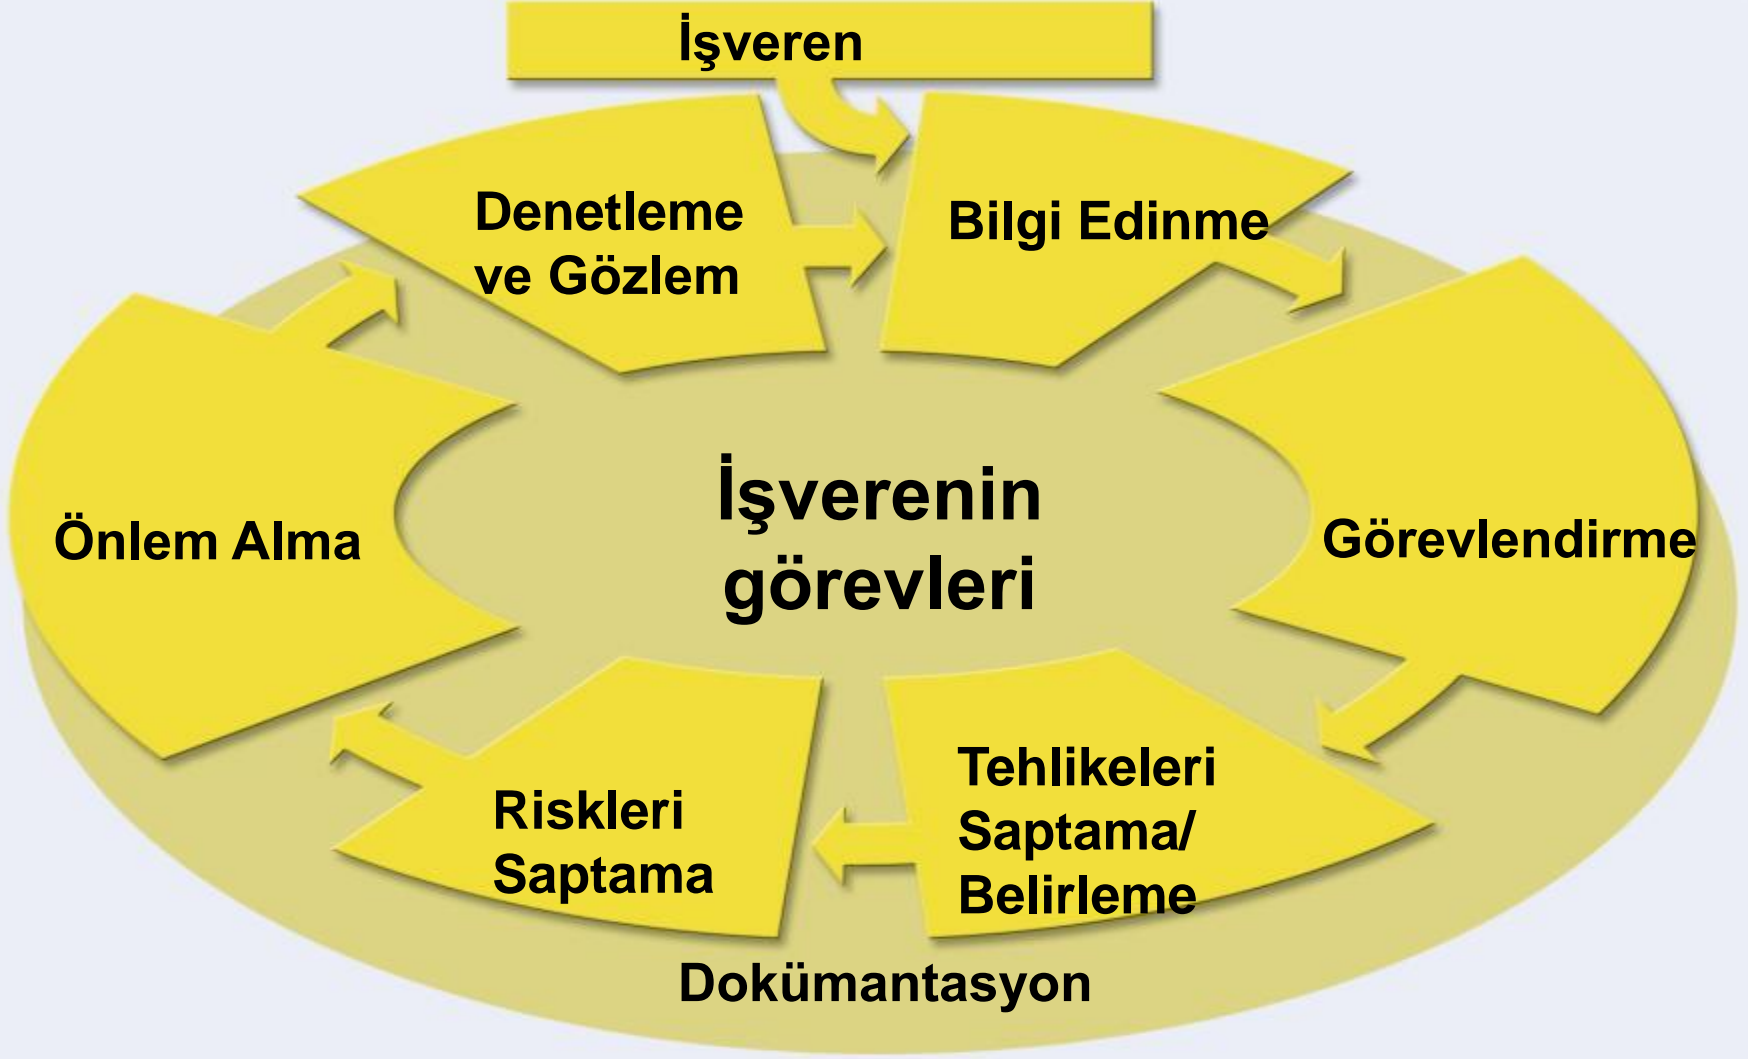 İşveren
Denetleme
ve Gözlem
Bilgi Edinme
Önlem Alma
İşverenin
görevleri
Görevlendirme
Riskleri
Saptama
Tehlikeleri
Saptama/
Belirleme
Dokümantasyon